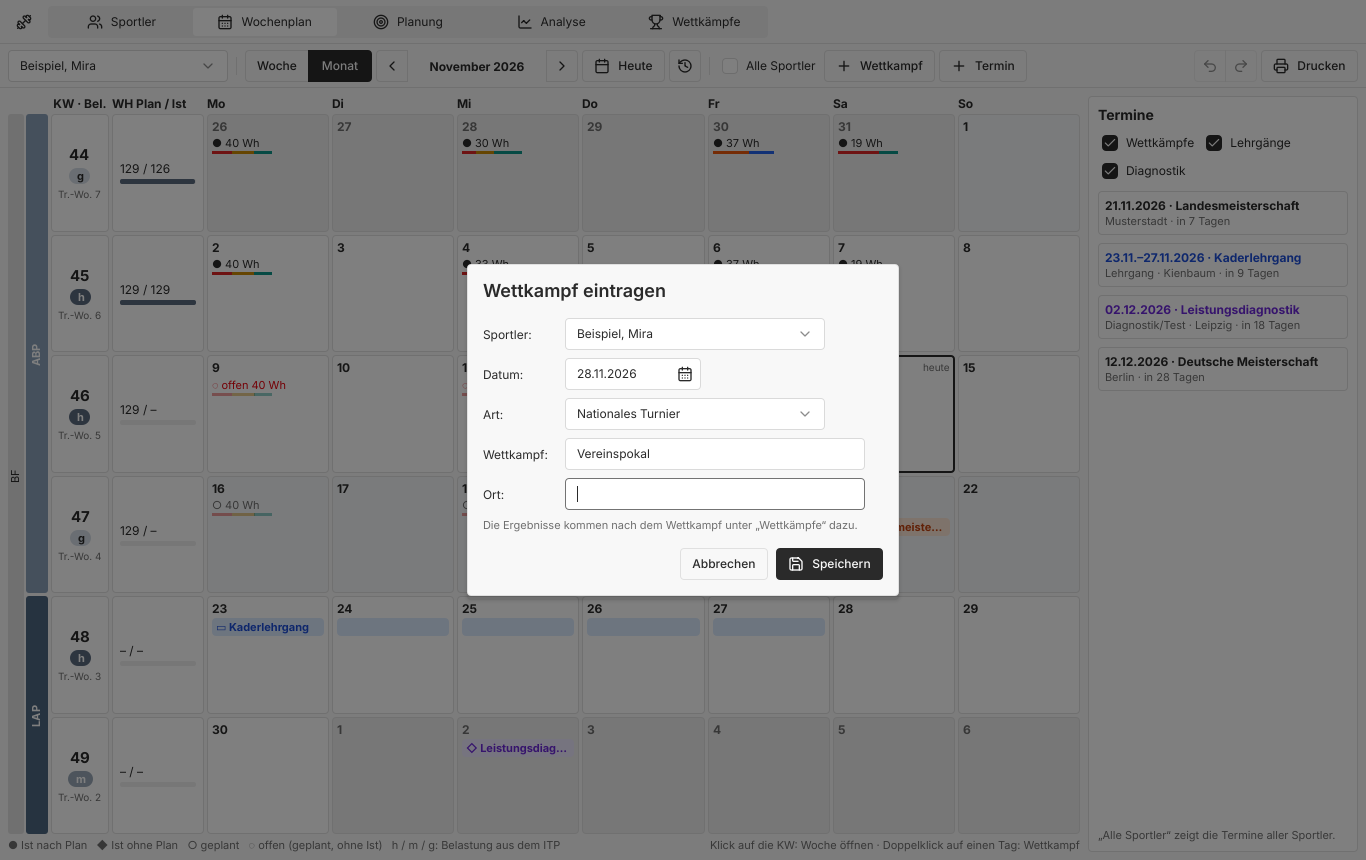 Sportler Wochenplan Planung Analyse Wettkämpfe
Beispiel, Mira Woche Monat November 2026 Heute Alle Sportler Wettkampf Termin Drucken
KW · Bel. WH Plan / Ist Mo Di Mi Do Fr Sa So
BF
ABP
44 g Tr.-Wo. 7
129 / 126
26 40 Wh
27
28 30 Wh
29
30 37 Wh
31 19 Wh
1
45 h Tr.-Wo. 6
129 / 129
2 40 Wh
3
4
5
6
7
8
46 h Tr.-Wo. 5
129 / –
9 offen 40 Wh
10
heute
15
47 g Tr.-Wo. 4
129 / –
16 40 Wh
17
22
LAP
48 h Tr.-Wo. 3
– / –
23 Kaderlehrgang
24
25
26
27
28
29
49 m Tr.-Wo. 2
– / –
30
1
2 Leistungsdiag...
3
4
5
6
Wettkampf eintragen
Sportler: Beispiel, Mira
Datum: 28.11.2026
Art: Nationales Turnier
Wettkampf: Vereinspokal
Ort:
Die Ergebnisse kommen nach dem Wettkampf unter „Wettkämpfe“ dazu.
Abbrechen Speichern
Termine
Wettkämpfe Lehrgänge
Diagnostik
21.11.2026 · Landesmeisterschaft
Musterstadt · in 7 Tagen
23.11.–27.11.2026 · Kaderlehrgang
Lehrgang · Kienbaum · in 9 Tagen
02.12.2026 · Leistungsdiagnostik
Diagnostik/Test · Leipzig · in 18 Tagen
12.12.2026 · Deutsche Meisterschaft
Berlin · in 28 Tagen
„Alle Sportler“ zeigt die Termine aller Sportler.
Ist nach Plan Ist ohne Plan geplant offen (geplant, ohne Ist) h / m / g: Belastung aus dem ITP
Klick auf die KW: Woche öffnen · Doppelklick auf einen Tag: Wettkampf